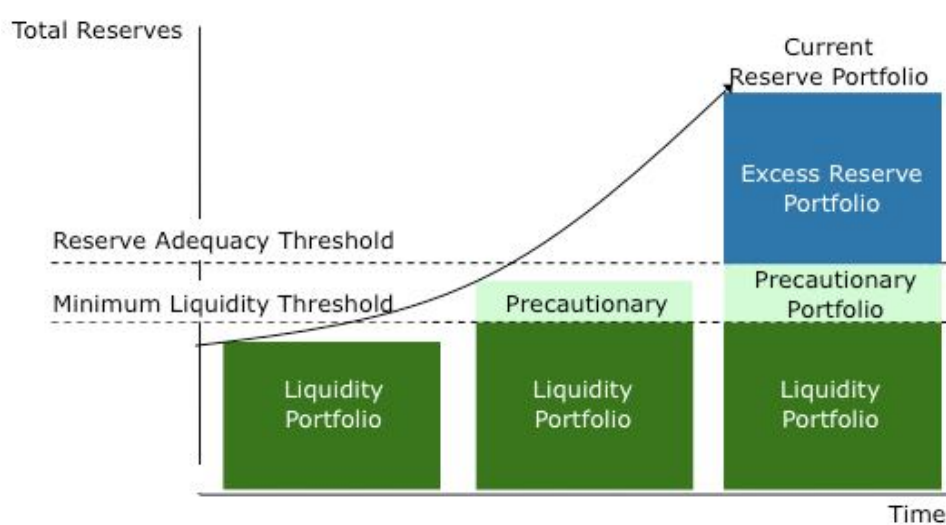 Total Reserves
Current
Reserve Portfolio
Excess Reserve
Portfolio
Reserve Adequacy Threshold
Minimum Liquidity Threshold
Precautionary
Precautionary
Portfolio
Liquidity
Portfolio
Liquidity
Portfolio
Liquidity
Portfolio
Time